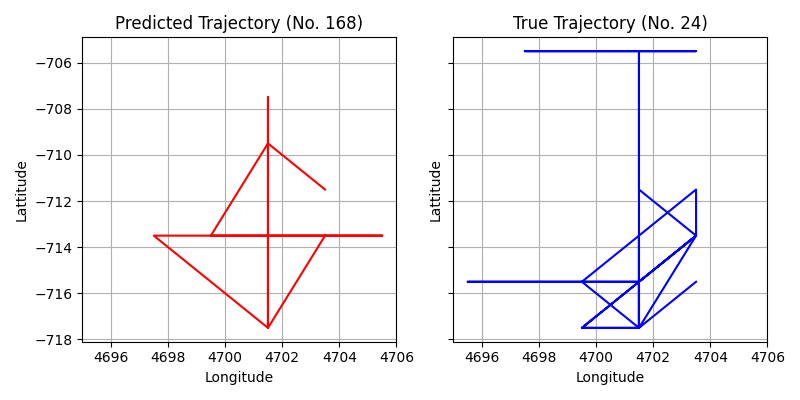 Predicted Trajectory (No. 168)
True Trajectory (No. 24)
Lattitude
−706
−708
−710
−712
−714
−716
−718
4696 4698 4700 4702 4704 4706
Longitude
Lattitude
4696 4698 4700 4702 4704 4706
Longitude